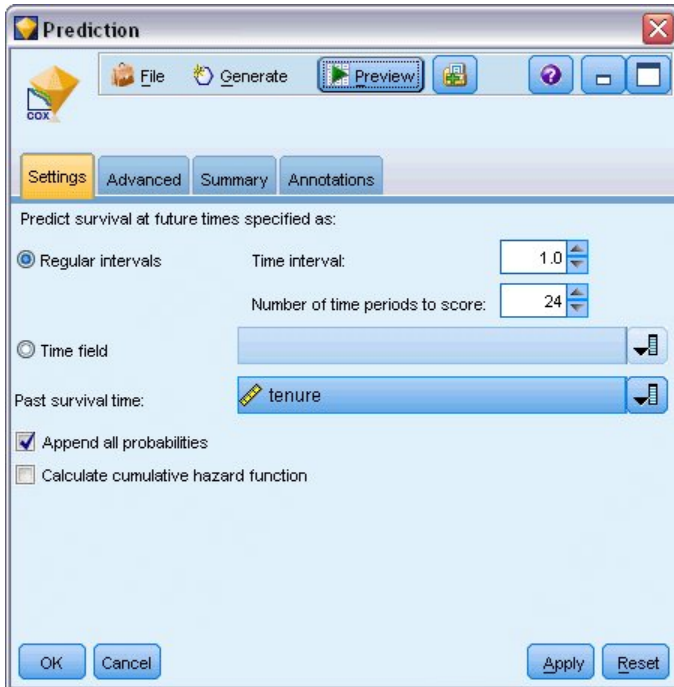 Prediction
File Generate Preview
COX
Settings Advanced Summary Annotations
Predict survival at future times specified as:
Regular intervals Time interval: 1.0
Number of time periods to score: 24
Time field
Past survival time: tenure
Append all probabilities
Calculate cumulative hazard function
OK Cancel Apply Reset